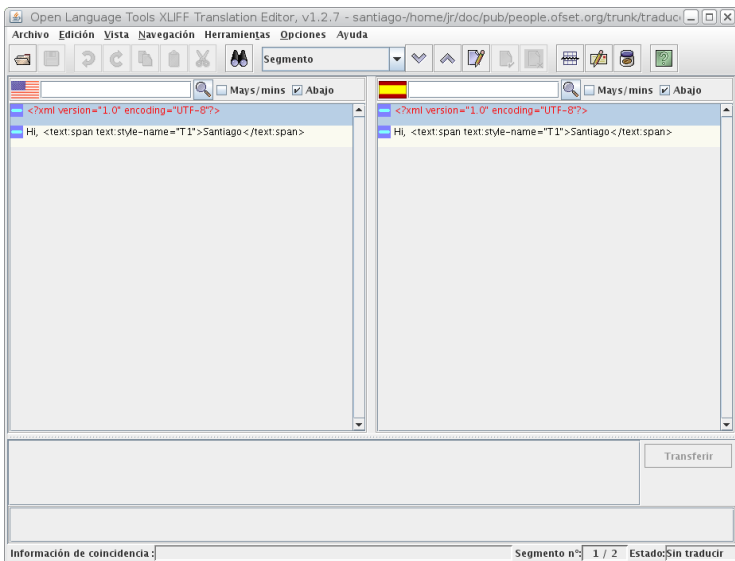 Open Language Tools XLIFF Translation Editor, v1.2.7 - santiago-/home/jr/doc/pub/people.ofset.org/trunk/traduc
Archivo Edición Vista Navegación Herramientas Opciones Ayuda
Segmento
Mays/mins Abajo Mays/mins Abajo
<?xml version="1.0" encoding="UTF-8"?> <?xml version="1.0" encoding="UTF-8"?>
Hi, <text:span text:style-name="T1">Santiago</text:span> Hi, <text:span text:style-name="T1">Santiago</text:span>
Transferir
Información de coincidencia : Segmento nº: 1 / 2 Estado: Sin traducir